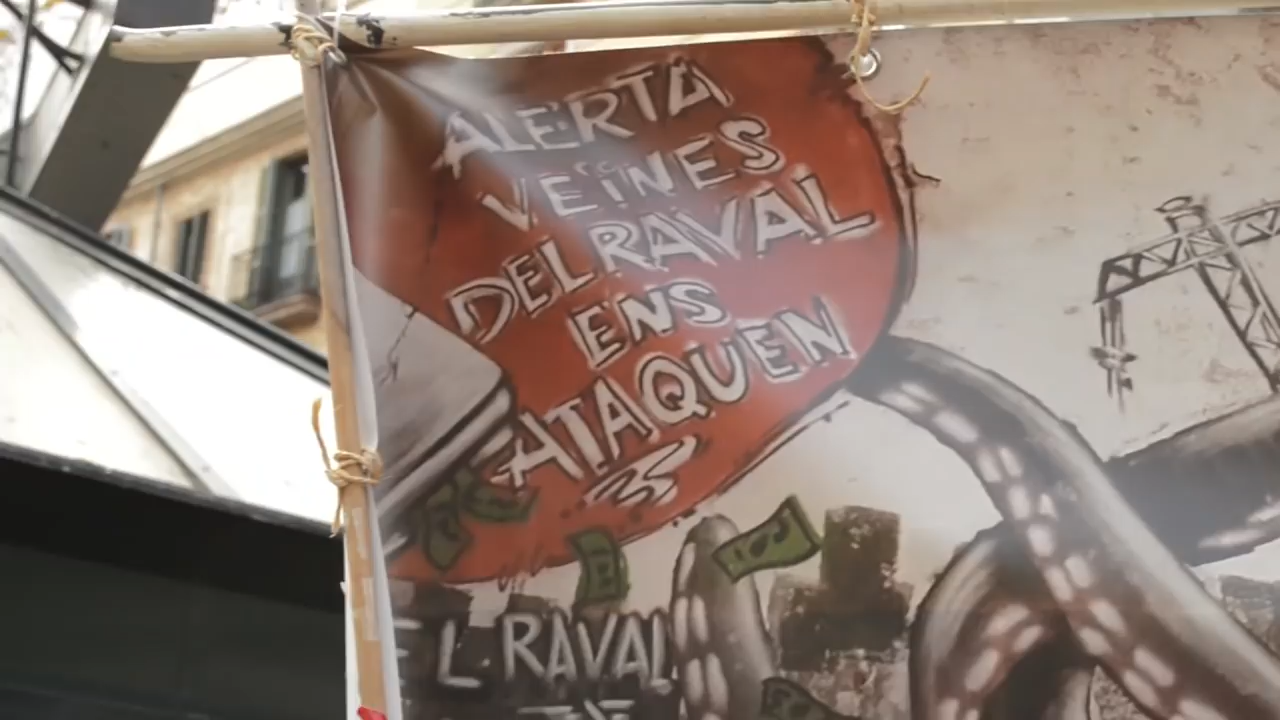 ALERTA
VEÏNES
DEL RAVAL
ENS
ATAQUEN
EL RAVAL